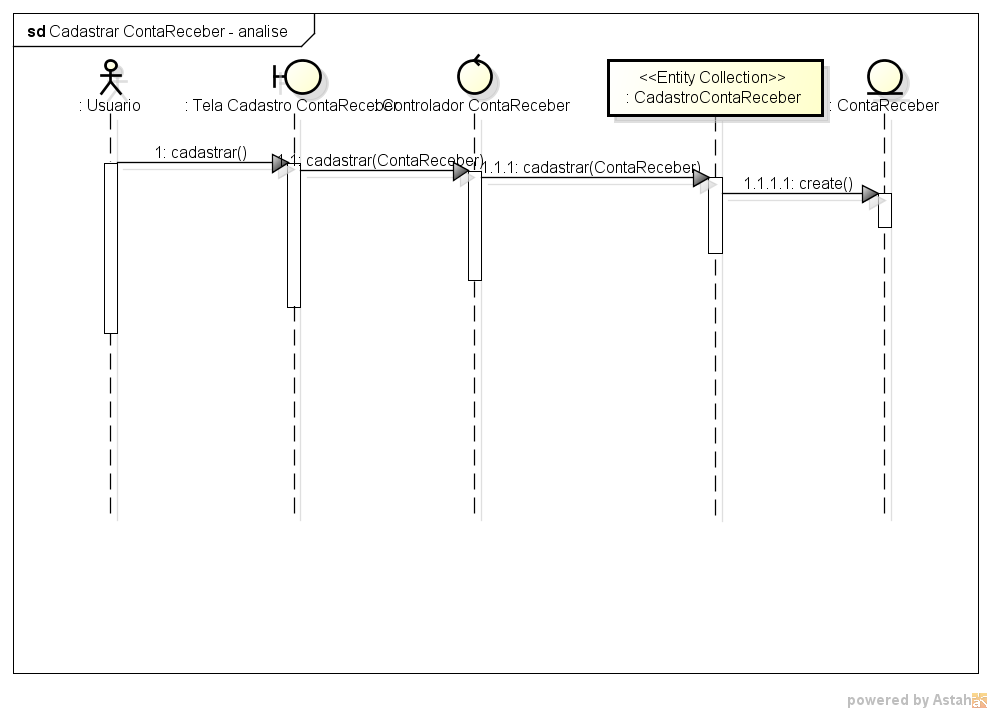 sd Cadastrar ContaReceber - analise
: Usuario
: Tela Cadastro ContaReceber
: Controlador ContaReceber
<<Entity Collection>>
: CadastroContaReceber
: ContaReceber
1: cadastrar()
1.1: cadastrar(ContaReceber)
1.1.1: cadastrar(ContaReceber)
1.1.1.1: create()
powered by Astah